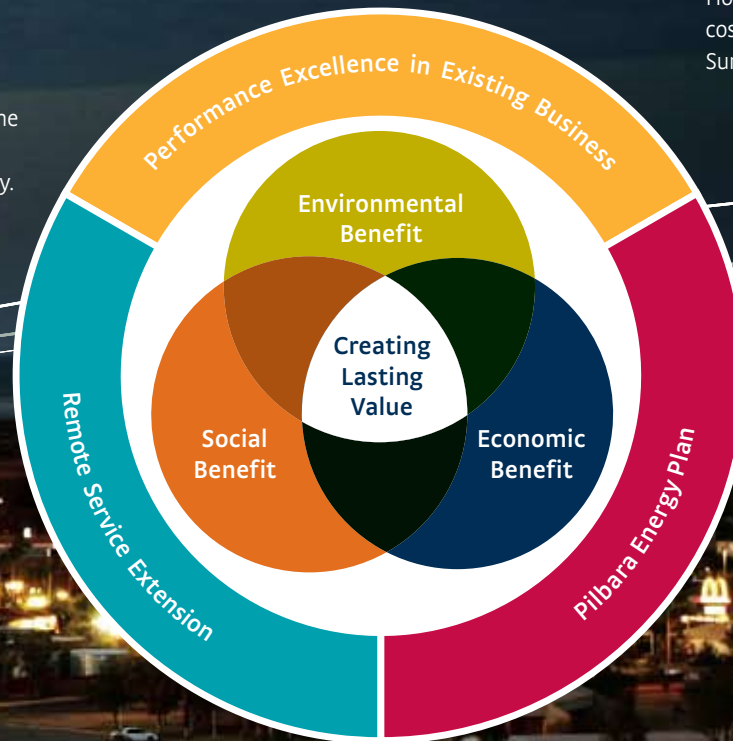 Performance Excellence in Existing Business
Environmental
Benefit
Creating
Lasting
Value
Social
Benefit
Economic
Benefit
Remote Service Extension
Pilbara Energy Plan